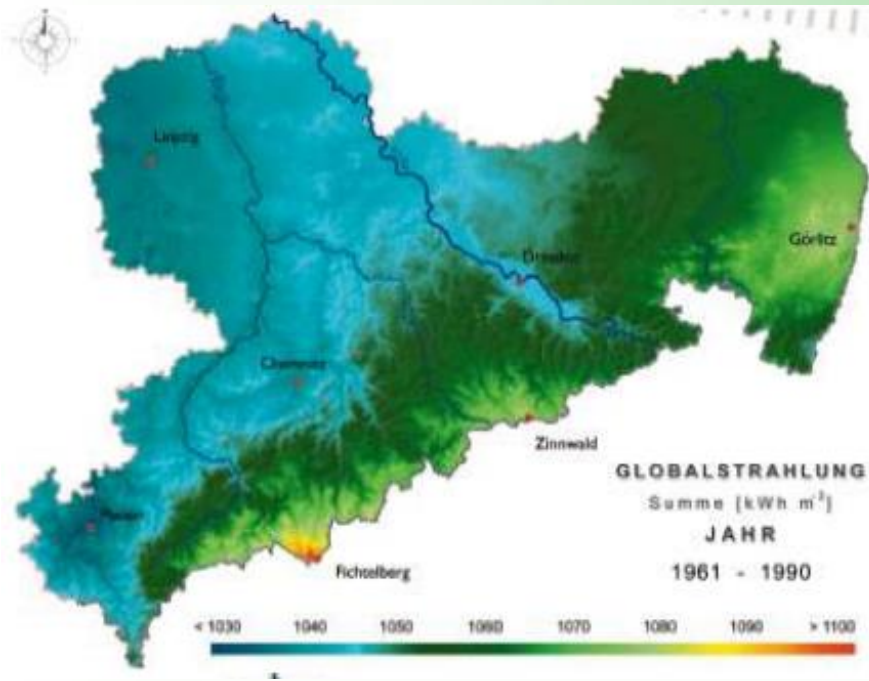 Leipzig
Görlitz
Dresden
Chemnitz
Zinnwald
GLOBALSTRAHLUNG
Summe [kWh m⁻²]
JAHR
Plauen
Fichtelberg
1961 - 1990
< 1030 1040 1050 1060 1070 1080 1090 > 1100